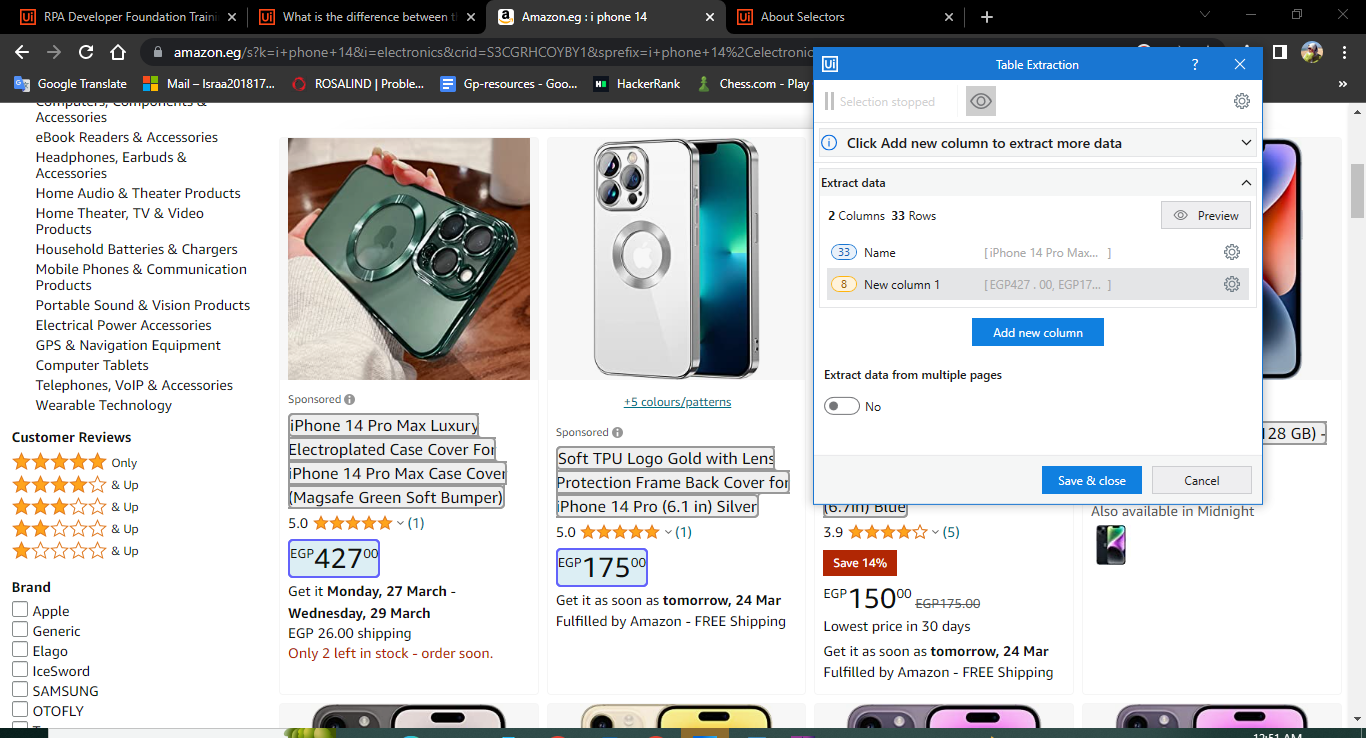 RPA Developer Foundation Traini
What is the difference between th
Amazon.eg : i phone 14
About Selectors
amazon.eg/s?k=i+phone+14&i=electronics&crid=S3CGRHCOYBY1&sprefix=i+phone+14%2Celectronic
Google Translate
Mail – Israa201817...
ROSALIND | Proble...
Gp-resources - Goo...
HackerRank
Chess.com - Play
»
Computers, Components &
Accessories
eBook Readers & Accessories
Headphones, Earbuds &
Accessories
Home Audio & Theater Products
Home Theater, TV & Video
Products
Household Batteries & Chargers
Mobile Phones & Communication
Products
Portable Sound & Vision Products
Electrical Power Accessories
GPS & Navigation Equipment
Computer Tablets
Telephones, VoIP & Accessories
Wearable Technology
Customer Reviews
Only
& Up
& Up
& Up
& Up
Brand
Apple
Generic
Elago
IceSword
SAMSUNG
OTOFLY
Sponsored
iPhone 14 Pro Max Luxury
Electroplated Case Cover For
iPhone 14 Pro Max Case Cover
(Magsafe Green Soft Bumper)
5.0 (1)
EGP42700
Get it Monday, 27 March -
Wednesday, 29 March
EGP 26.00 shipping
Only 2 left in stock - order soon.
+5 colours/patterns
Sponsored
Soft TPU Logo Gold with Lens
Protection Frame Back Cover for
iPhone 14 Pro (6.1 in) Silver
5.0 (1)
EGP17500
Get it as soon as tomorrow, 24 Mar
Fulfilled by Amazon - FREE Shipping
(6.7in) Blue
3.9 (5)
Save 14%
EGP15000 EGP175.00
Lowest price in 30 days
Get it as soon as tomorrow, 24 Mar
Fulfilled by Amazon - FREE Shipping
128 GB) -
Also available in Midnight
Ui Table Extraction ?
Selection stopped
Click Add new column to extract more data
Extract data
2 Columns 33 Rows
Preview
33 Name [ iPhone 14 Pro Max... ]
8 New column 1 [ EGP427 . 00, EGP17... ]
Add new column
Extract data from multiple pages
No
Save & close
Cancel